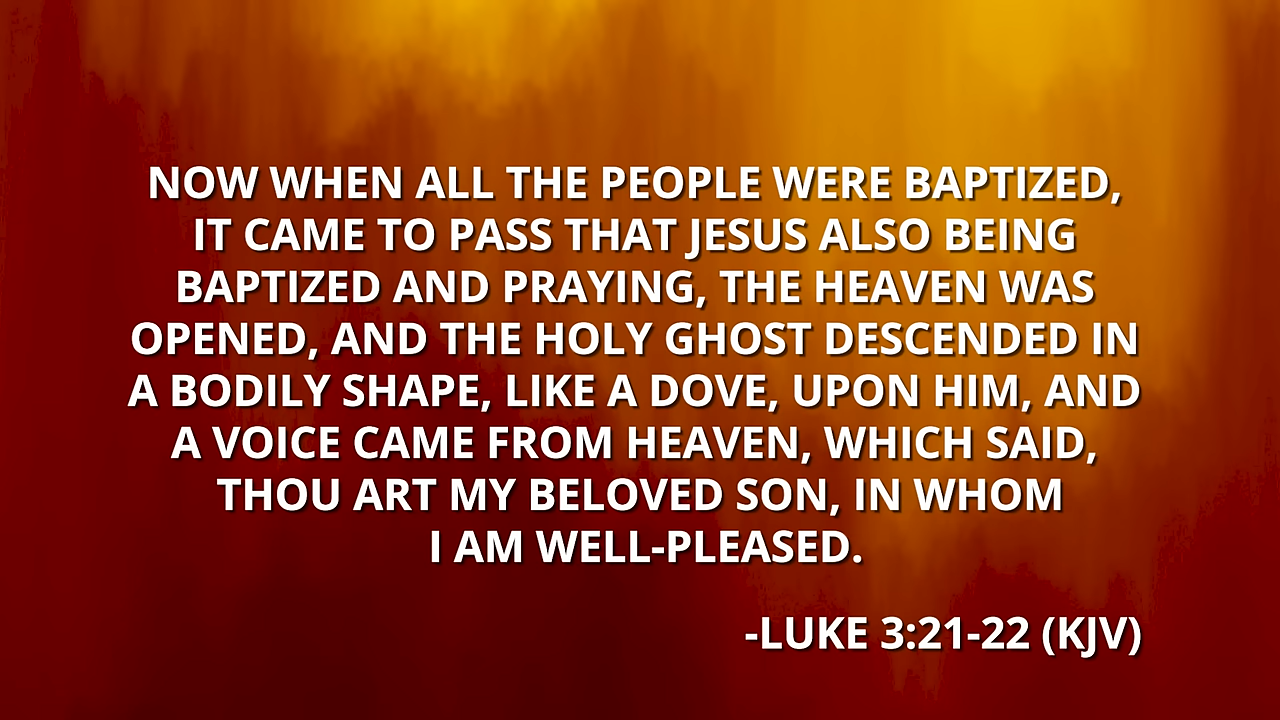 NOW WHEN ALL THE PEOPLE WERE BAPTIZED,
IT CAME TO PASS THAT JESUS ALSO BEING
BAPTIZED AND PRAYING, THE HEAVEN WAS
OPENED, AND THE HOLY GHOST DESCENDED IN
A BODILY SHAPE, LIKE A DOVE, UPON HIM, AND
A VOICE CAME FROM HEAVEN, WHICH SAID,
THOU ART MY BELOVED SON, IN WHOM
I AM WELL-PLEASED.
-LUKE 3:21-22 (KJV)